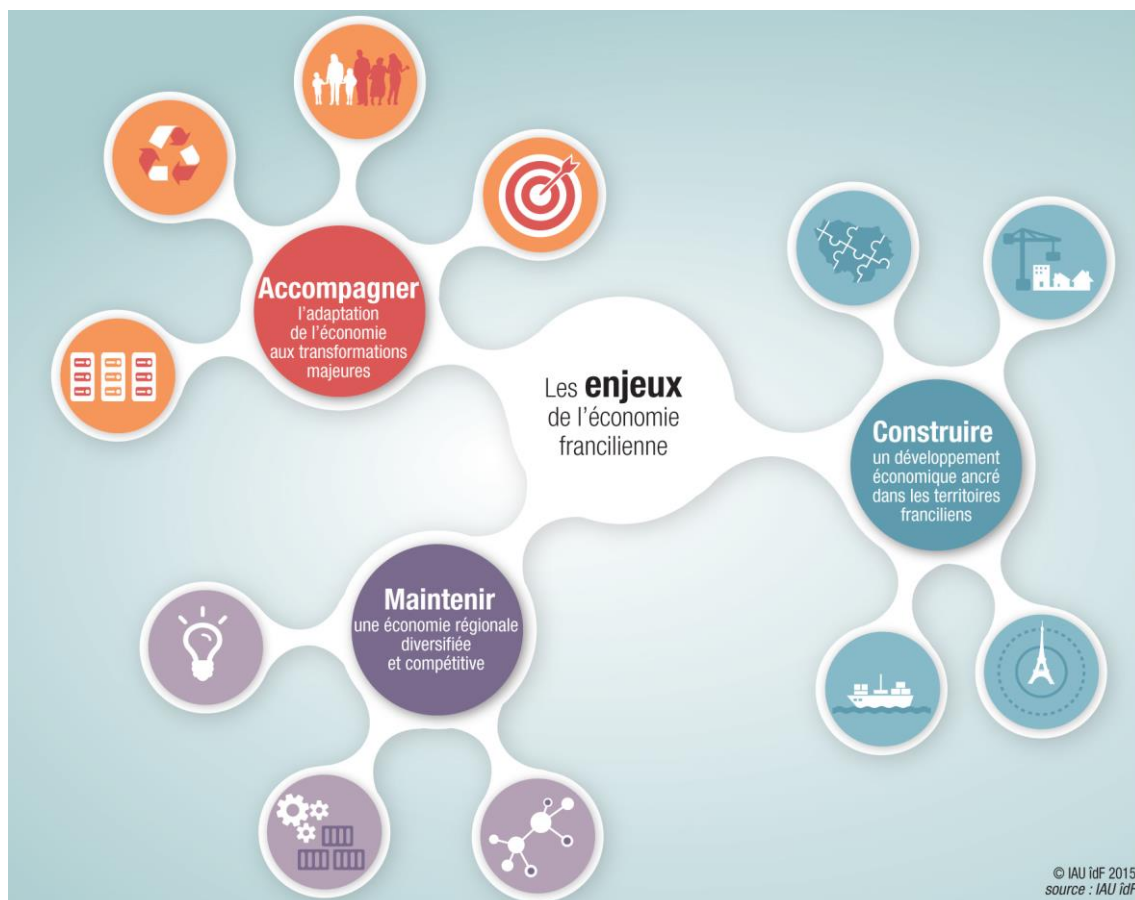 Accompagner
l'adaptation
de l'économie
aux transformations
majeures
Les enjeux
de l'économie
francilienne
Construire
un développement
économique ancré
dans les territoires
franciliens
Maintenir
une économie régionale
diversifiée
et compétitive
© IAU îdF 2015
source : IAU îdF